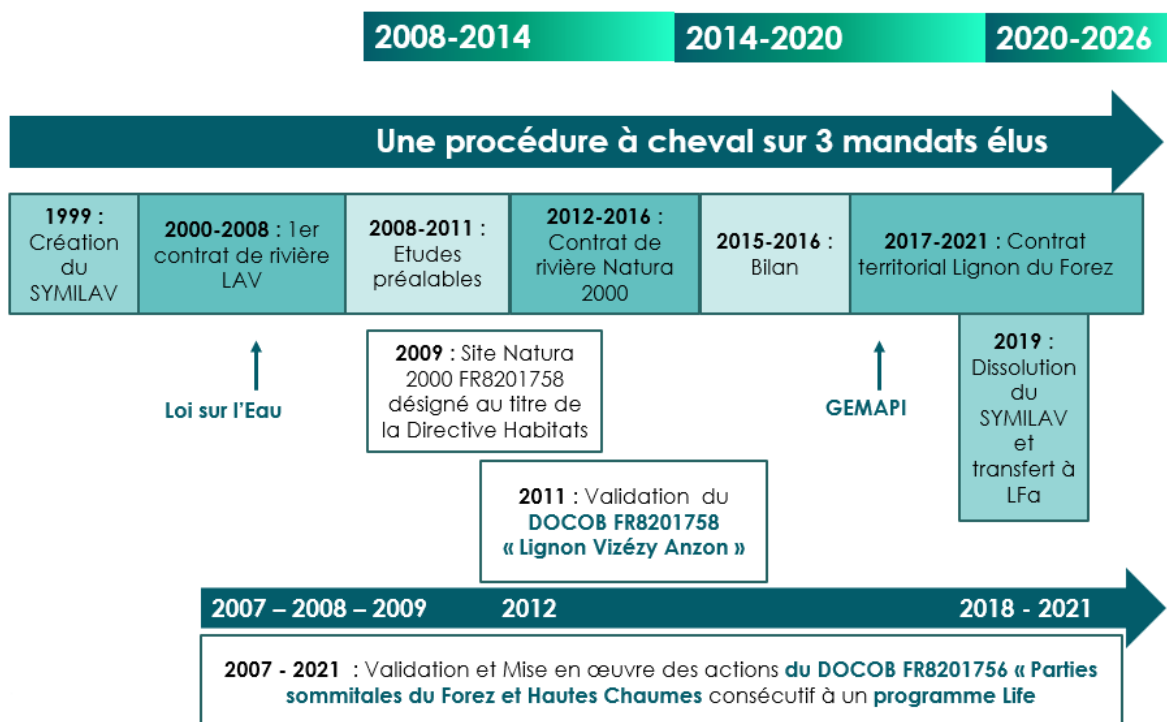 2008-2014
2014-2020
2020-2026
Une procédure à cheval sur 3 mandats élus
1999 :
Création
du
SYMILAV
2000-2008 : 1er
contrat de rivière
LAV
2008-2011 :
Etudes
préalables
2012-2016 :
Contrat de
rivière Natura
2000
2015-2016 :
Bilan
2017-2021 : Contrat
territorial Lignon du Forez
Loi sur l'Eau
2009 : Site Natura
2000 FR8201758
désigné au titre de
la Directive Habitats
GEMAPI
2019 :
Dissolution
du
SYMILAV
et
transfert à
LFa
2011 : Validation du
DOCOB FR8201758
« Lignon Vizézy Anzon »
2007 – 2008 – 2009
2012
2018 - 2021
2007 - 2021 : Validation et Mise en œuvre des actions du DOCOB FR8201756 « Parties
sommitales du Forez et Hautes Chaumes consécutif à un programme Life